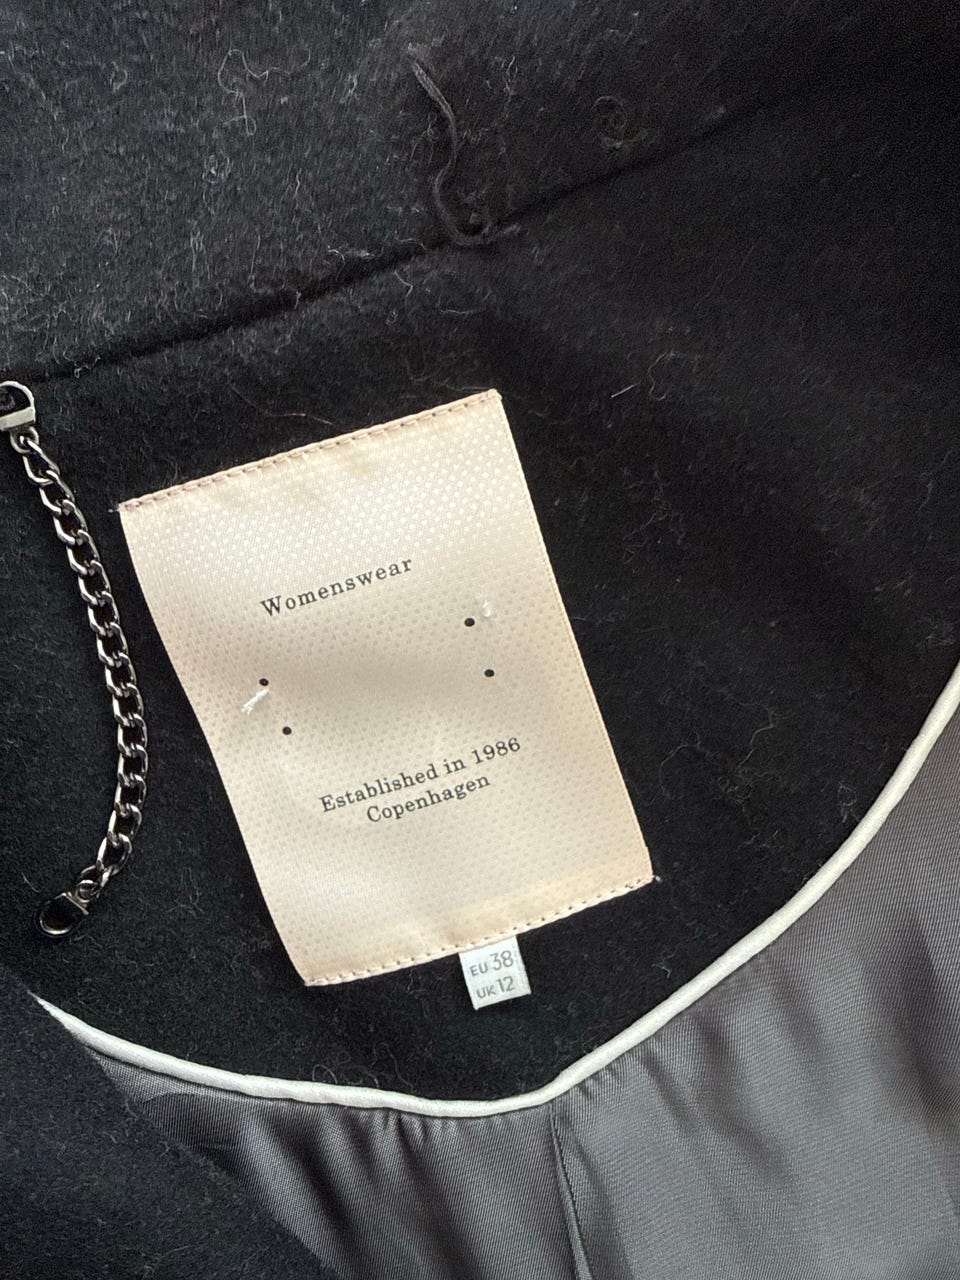 Womenswear
Established in 1986
Copenhagen
EU 38
UK 12